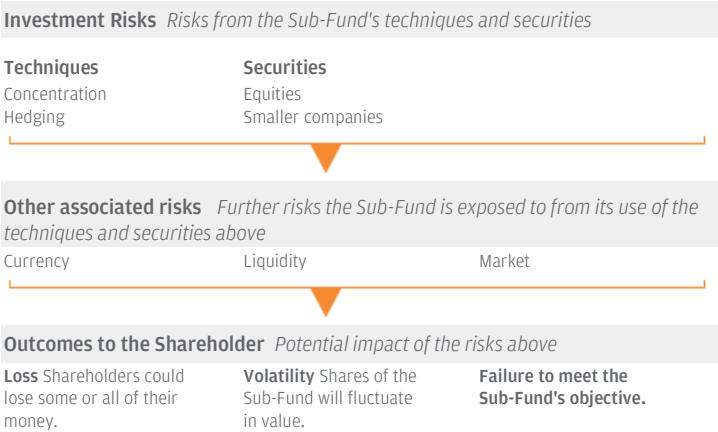 Investment Risks Risks from the Sub-Fund's techniques and securities
Techniques
Concentration
Hedging
Securities
Equities
Smaller companies
Other associated risks Further risks the Sub-Fund is exposed to from its use of the
techniques and securities above
Currency
Liquidity
Market
Outcomes to the Shareholder Potential impact of the risks above
Loss Shareholders could
lose some or all of their
money.
Volatility Shares of the
Sub-Fund will fluctuate
in value.
Failure to meet the
Sub-Fund's objective.